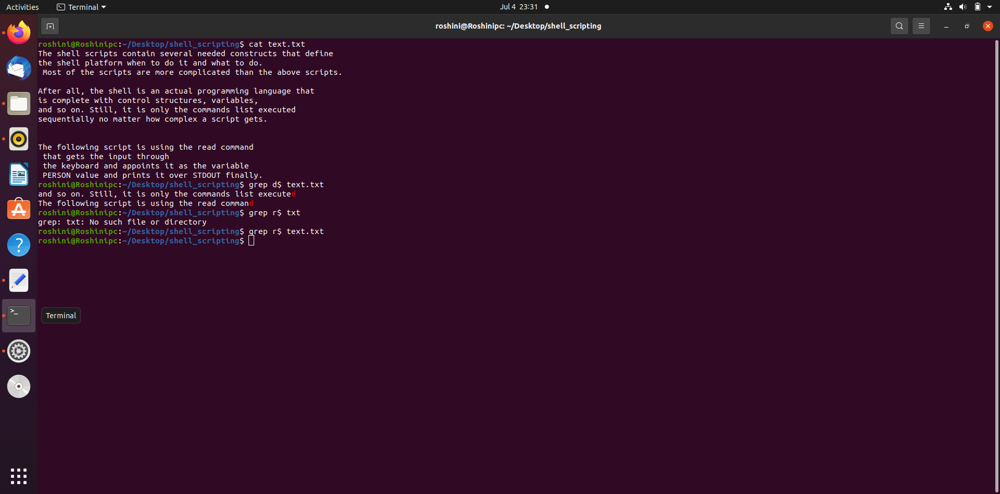 Activities
Terminal
Jul 4 23:31
roshini@Roshinipc: ~/Desktop/shell_scripting
roshini@Roshinipc:~/Desktop/shell_scripting$ cat text.txt
The shell scripts contain several needed constructs that define
the shell platform when to do it and what to do.
 Most of the scripts are more complicated than the above scripts.

After all, the shell is an actual programming language that
is complete with control structures, variables,
and so on. Still, it is only the commands list executed
sequentially no matter how complex a script gets.


The following script is using the read command
 that gets the input through
 the keyboard and appoints it as the variable
 PERSON value and prints it over STDOUT finally.
roshini@Roshinipc:~/Desktop/shell_scripting$ grep d$ text.txt
and so on. Still, it is only the commands list executed
The following script is using the read command
roshini@Roshinipc:~/Desktop/shell_scripting$ grep r$ txt
grep: txt: No such file or directory
roshini@Roshinipc:~/Desktop/shell_scripting$ grep r$ text.txt
roshini@Roshinipc:~/Desktop/shell_scripting$
Terminal